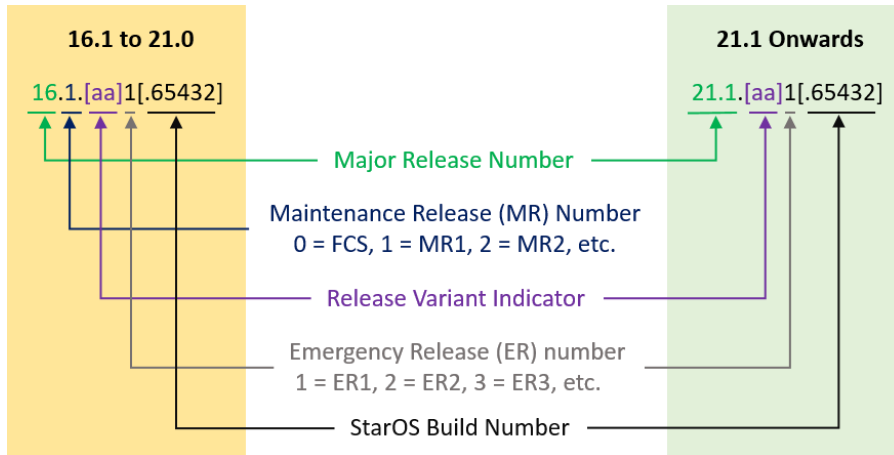 16.1 to 21.0
21.1 Onwards
16.1.[aa]1[.65432]
21.1.[aa]1[.65432]
Major Release Number
Maintenance Release (MR) Number
0 = FCS, 1 = MR1, 2 = MR2, etc.
Release Variant Indicator
Emergency Release (ER) number
1 = ER1, 2 = ER2, 3 = ER3, etc.
StarOS Build Number